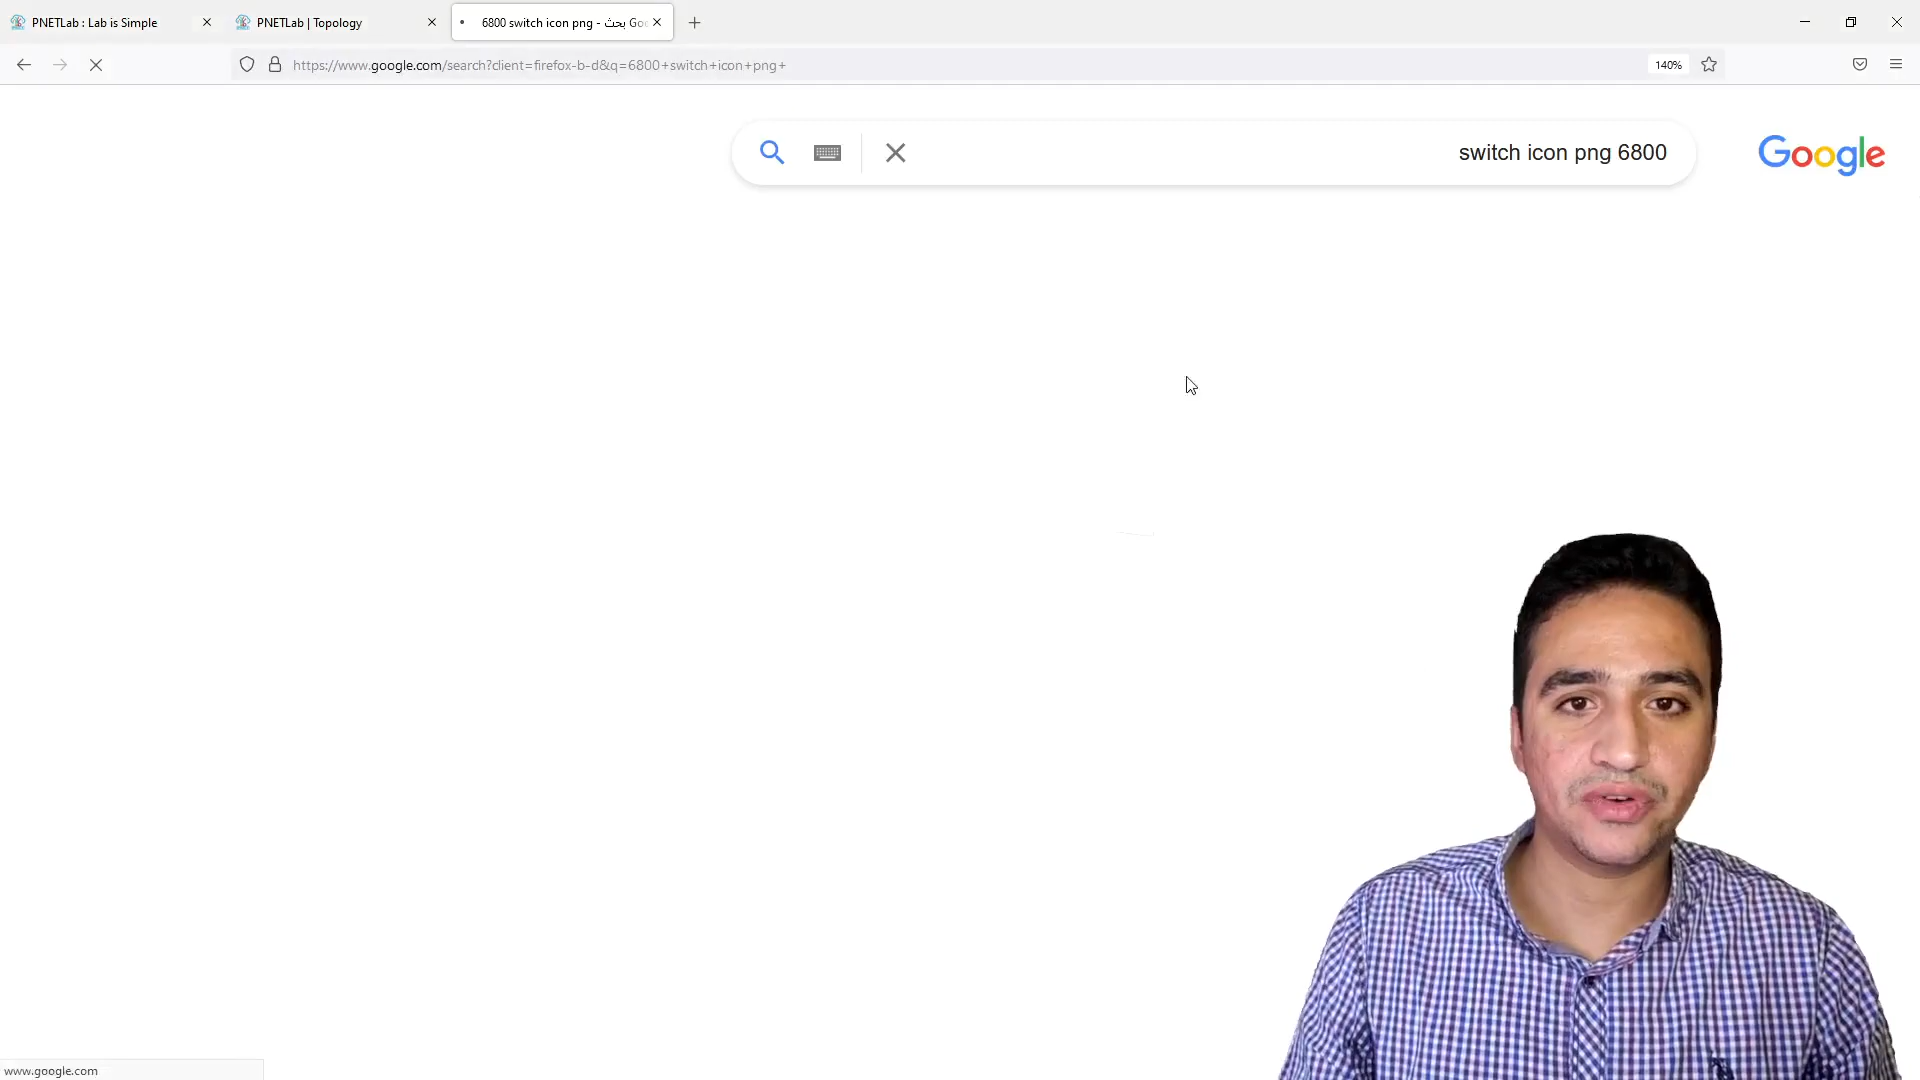 PNETLab : Lab is Simple
PNETLab | Topology
6800 switch icon png - بحث Goo
https://www.google.com/search?client=firefox-b-d&q=6800+switch+icon+png+
140%
switch icon png 6800
Google
www.google.com